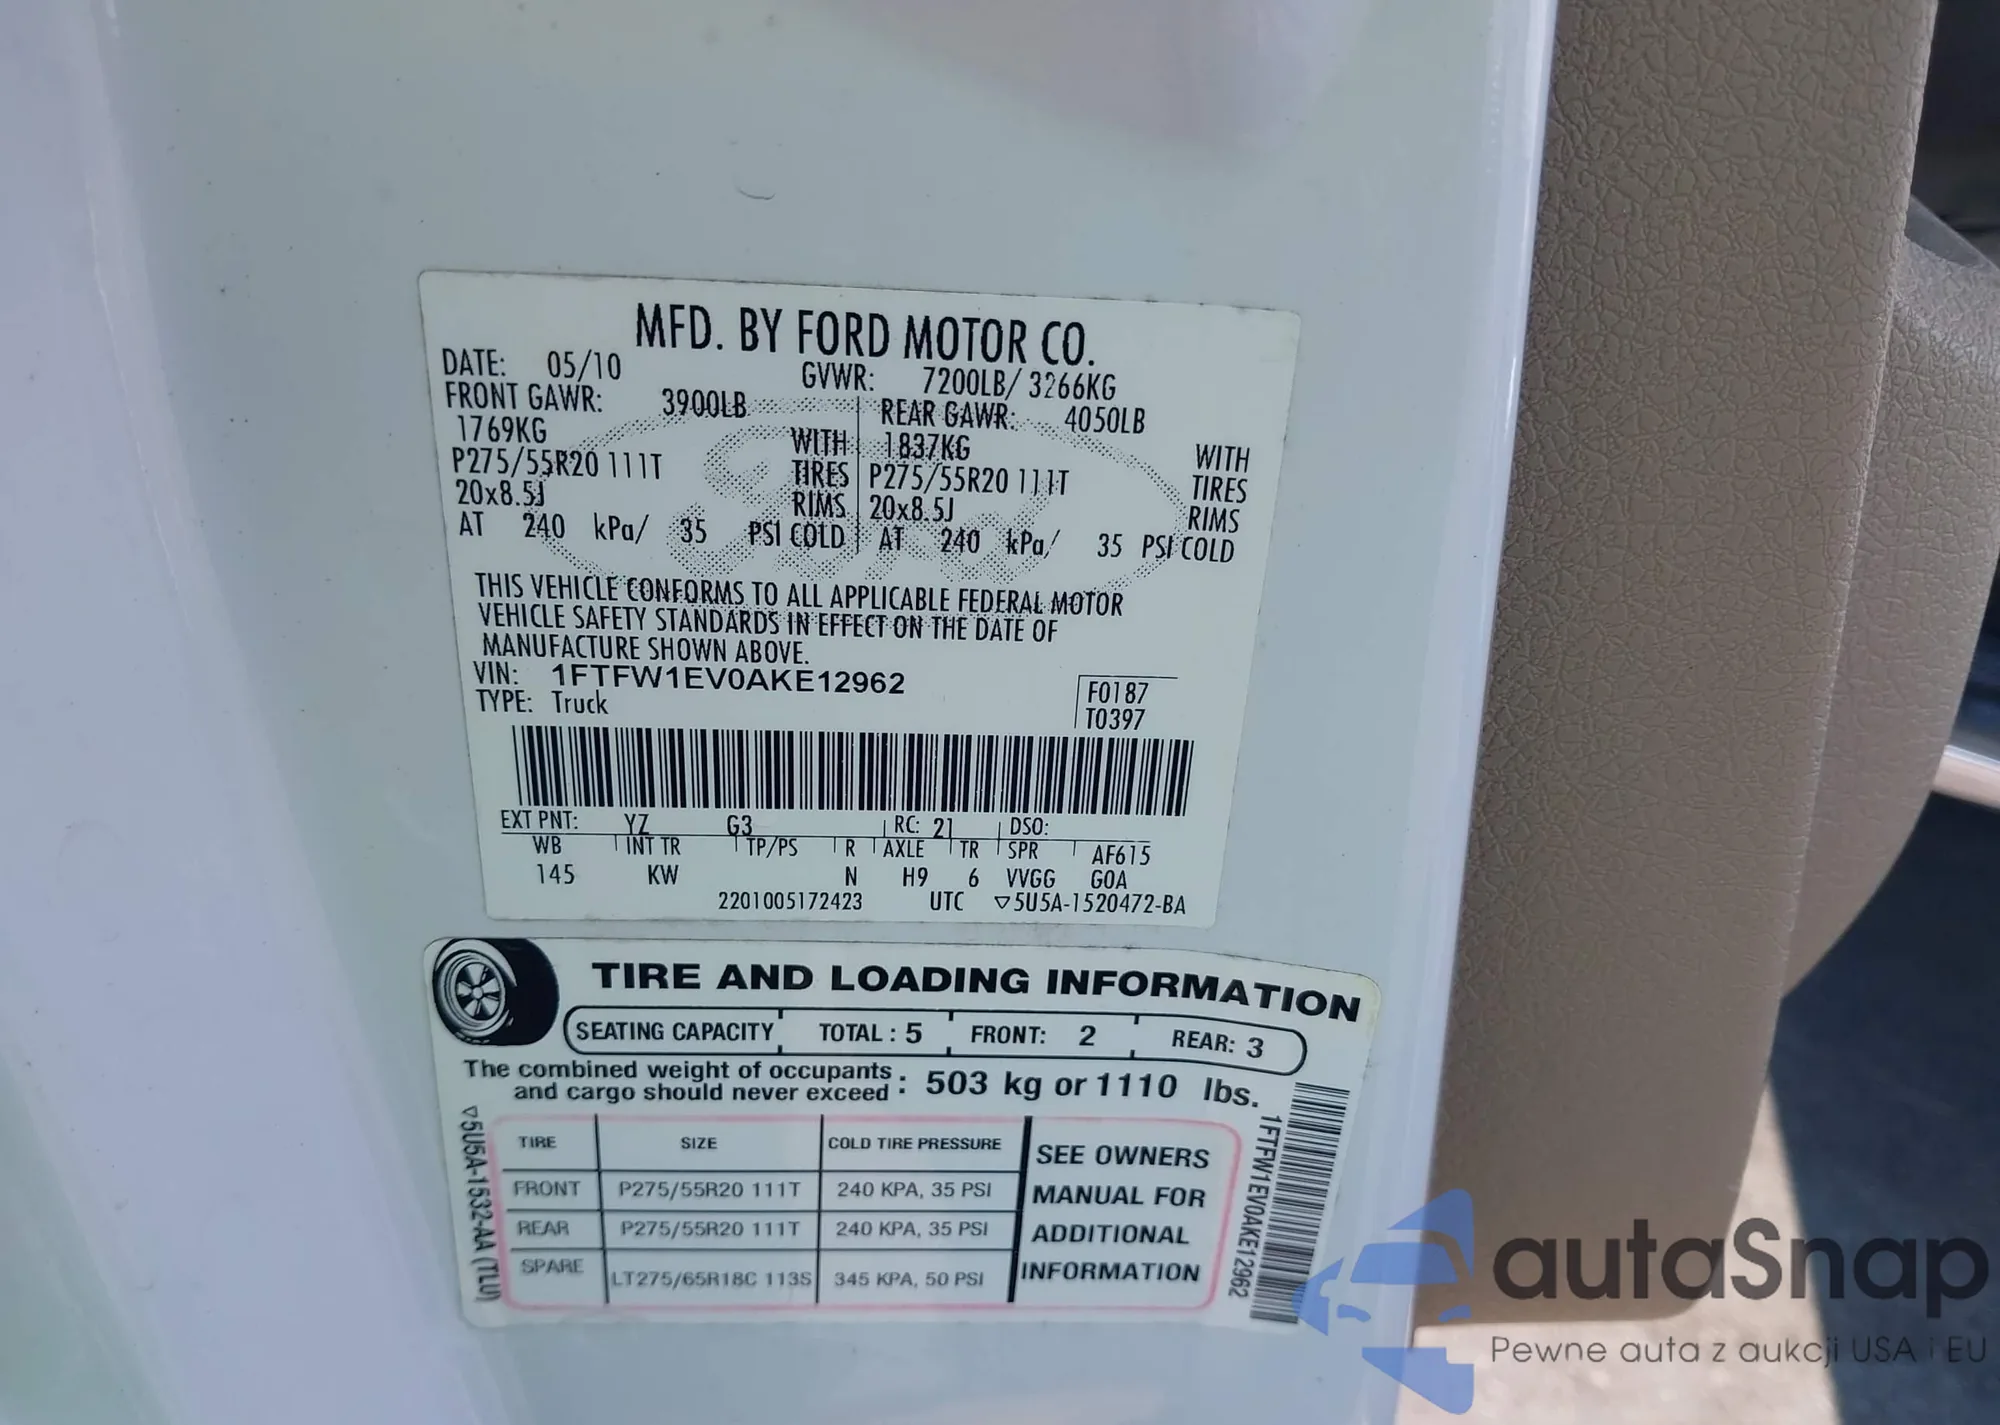 MFD. BY FORD MOTOR CO.
DATE: 05/10 GVWR: 7200LB/ 3266KG
FRONT GAWR: 3900LB REAR GAWR: 4050LB
1769KG WITH 1837KG WITH
P275/55R20 111T TIRES P275/55R20 111T TIRES
20x8.5J RIMS 20x8.5J RIMS
AT 240 kPa/ 35 PSI COLD AT 240 kPa/ 35 PSI COLD
THIS VEHICLE CONFORMS TO ALL APPLICABLE FEDERAL MOTOR
VEHICLE SAFETY STANDARDS IN EFFECT ON THE DATE OF
MANUFACTURE SHOWN ABOVE.
VIN: 1FTFW1EV0AKE12962 F0187
TYPE: Truck T0397
EXT PNT: YZ G3 RC: 21 DSO:
WB INT TR TP/PS R AXLE TR SPR AF615
145 KW N H9 6 VVGG G0A
2201005172423 UTC ▽5U5A-1520472-BA
TIRE AND LOADING INFORMATION
SEATING CAPACITY TOTAL : 5 FRONT: 2 REAR: 3
The combined weight of occupants
and cargo should never exceed : 503 kg or 1110 lbs.
TIRE SIZE COLD TIRE PRESSURE SEE OWNERS
FRONT P275/55R20 111T 240 KPA, 35 PSI MANUAL FOR
REAR P275/55R20 111T 240 KPA, 35 PSI ADDITIONAL
SPARE LT275/65R18C 113S 345 KPA, 50 PSI INFORMATION
▽5U5A-1532-AA (TLU)
1FTFW1EV0AKE12962
autaSnap
Pewne auta z aukcji USA i EU